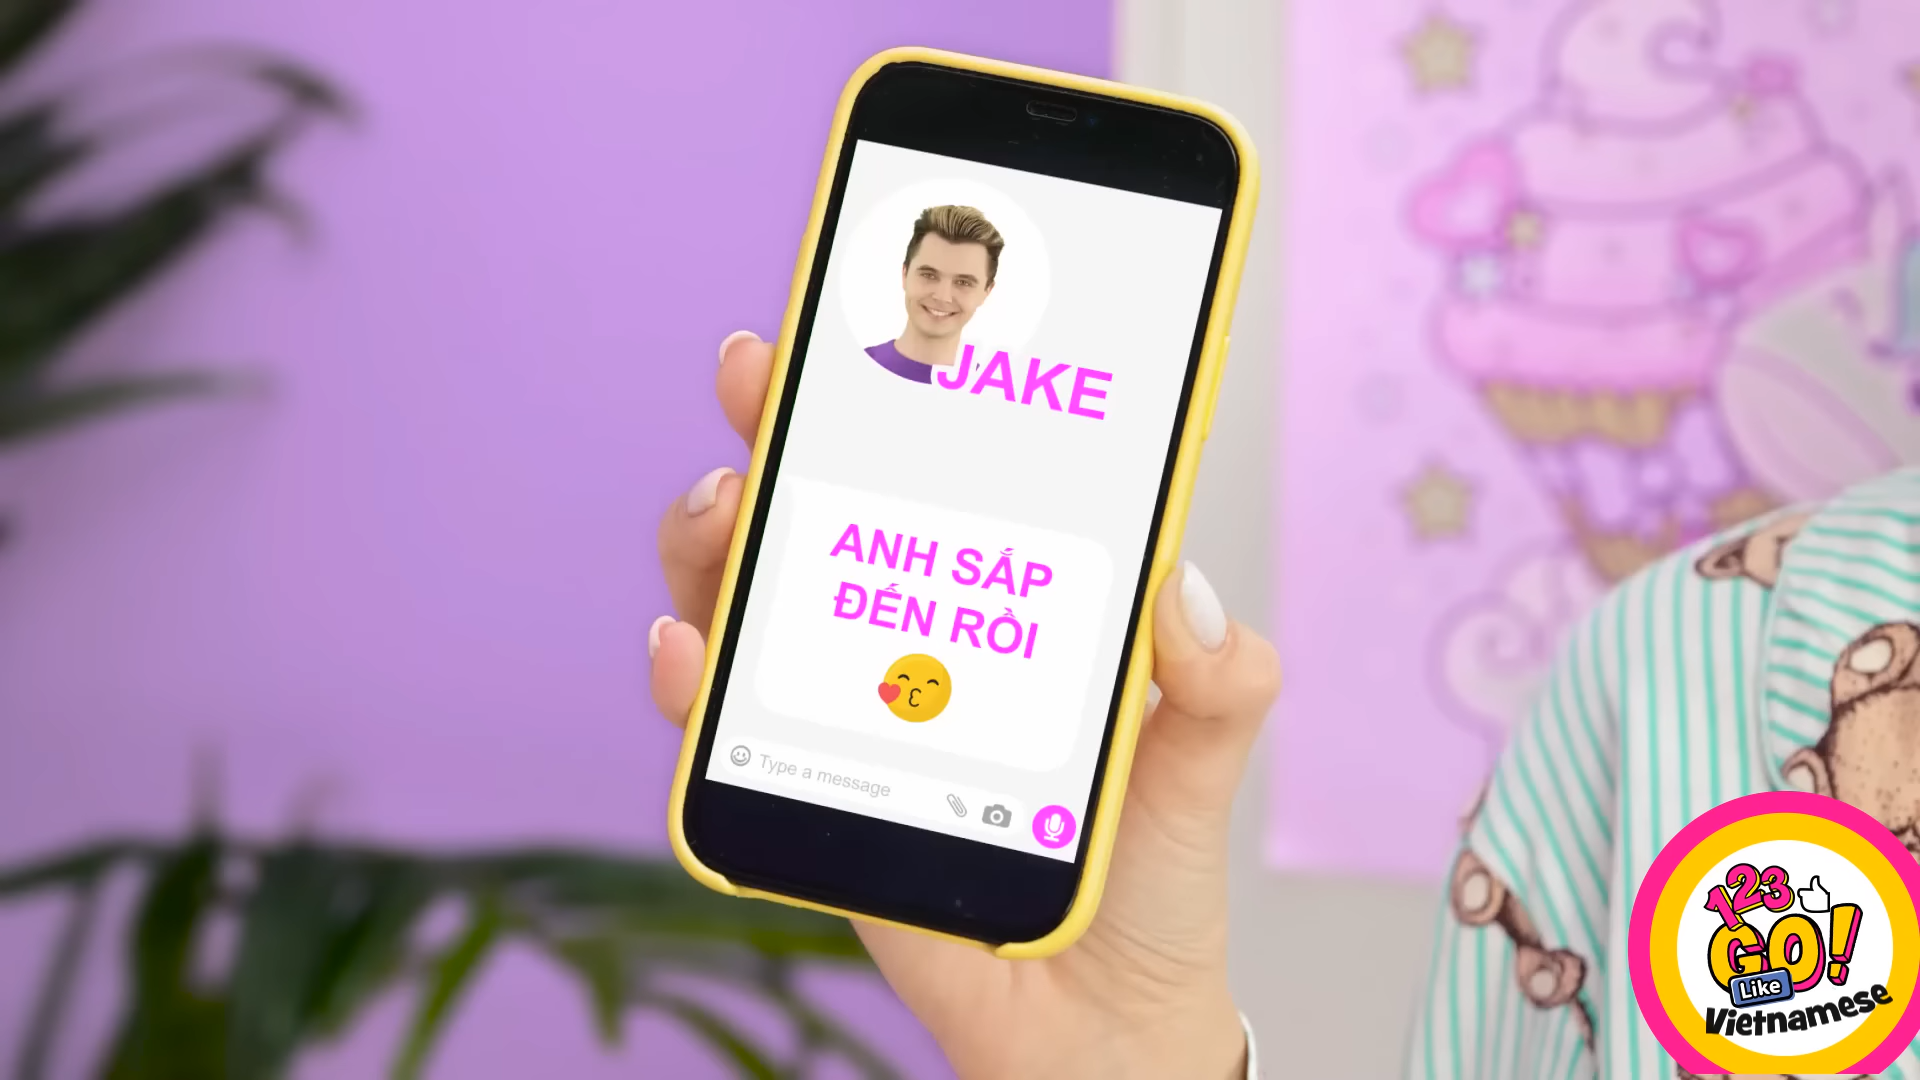 JAKE
ANH SẮP
ĐẾN RỒI
Type a message
123
GO!
Like
Vietnamese